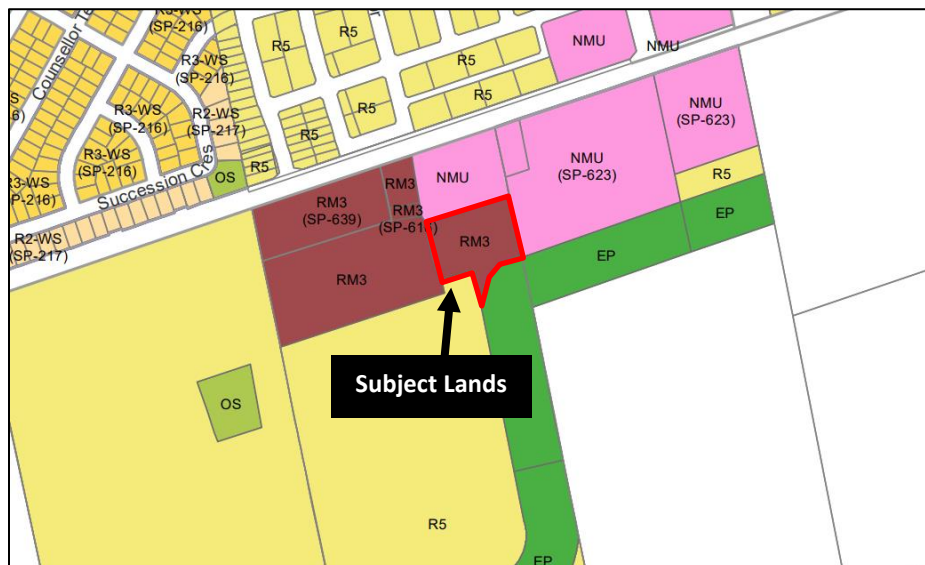 R3-WS
(SP-216)
Counsellor
R5
NMU
NMU
R3-WS
(SP-216)
R5
R5
R5
R3-WS
(SP-216)
R2-WS
(SP-217)
R5
NMU
(SP-623)
R3-WS
(SP-216)
Succession Cres
OS
R5
RM3
NMU
NMU
(SP-623)
R5
R3-WS
(SP-216)
RM3
(SP-639)
RM3
EP
R2-WS
(SP-217)
RM3
EP
RM3
Subject Lands
OS
R5
EP